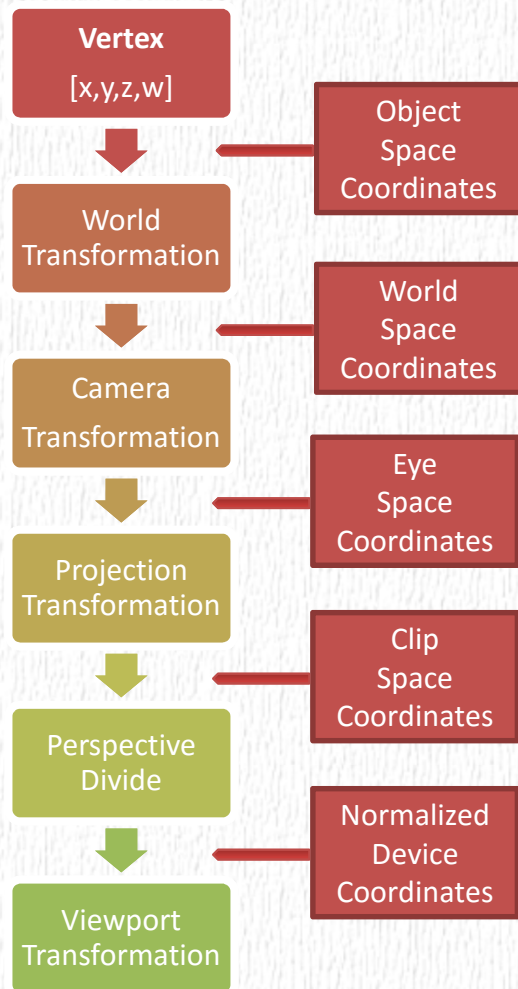 Vertex
[x,y,z,w]
Object
Space
Coordinates
World
Transformation
World
Space
Coordinates
Camera
Transformation
Eye
Space
Coordinates
Projection
Transformation
Clip
Space
Coordinates
Perspective
Divide
Normalized
Device
Coordinates
Viewport
Transformation